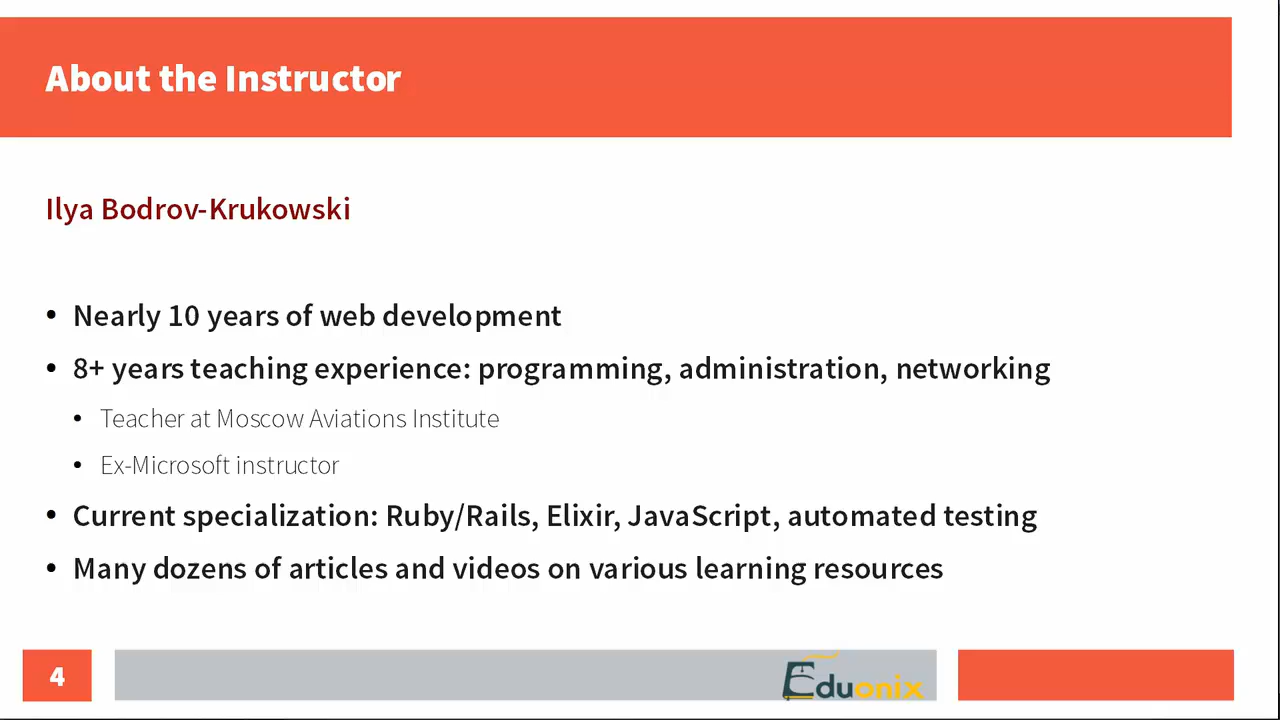 About the Instructor
Ilya Bodrov-Krukowski
• Nearly 10 years of web development
• 8+ years teaching experience: programming, administration, networking
• Teacher at Moscow Aviations Institute
• Ex-Microsoft instructor
• Current specialization: Ruby/Rails, Elixir, JavaScript, automated testing
• Many dozens of articles and videos on various learning resources
4
Eduonix